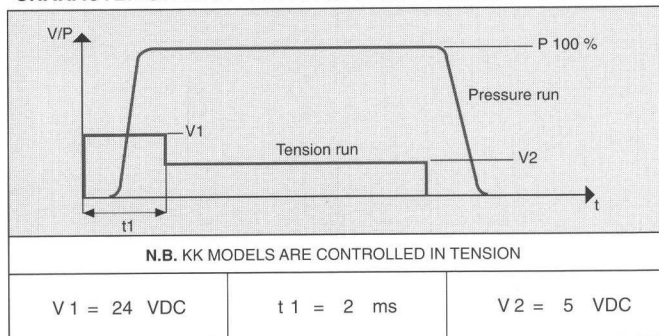 V/P
P 100 %
Pressure run
V1
Tension run
V2
t1
t
N.B. KK MODELS ARE CONTROLLED IN TENSION
V 1 = 24 VDC
t 1 = 2 ms
V 2 = 5 VDC